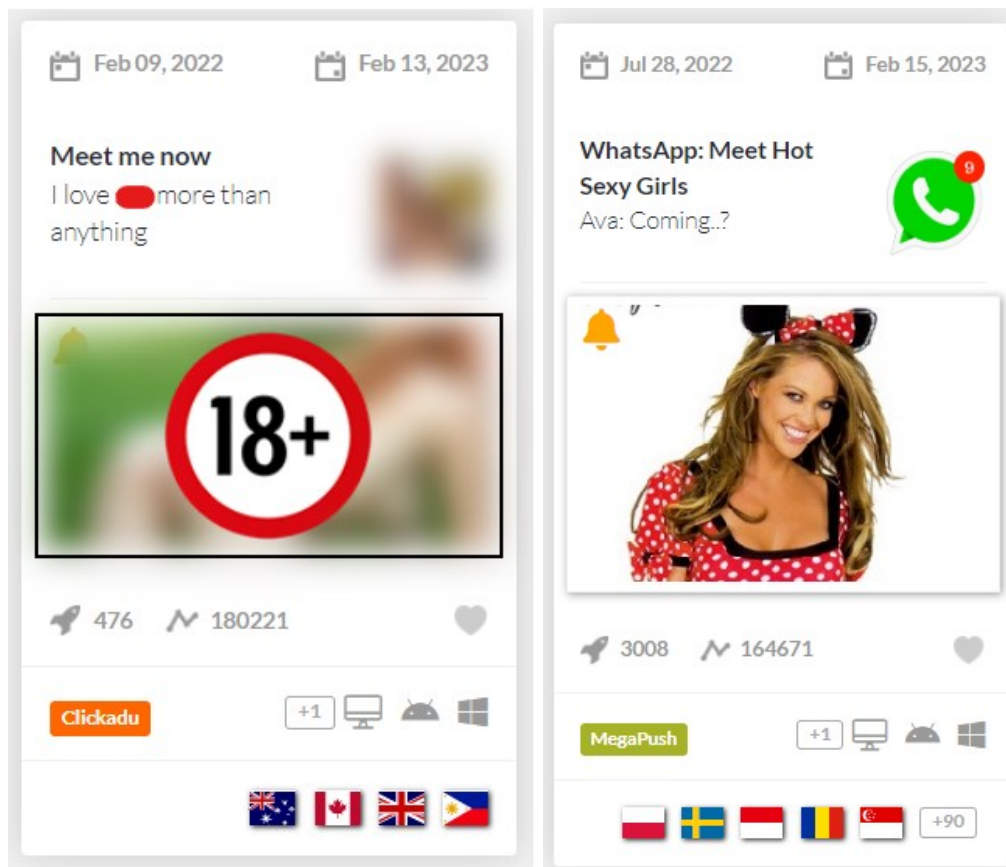 Feb 09, 2022
Feb 13, 2023
Meet me now
I love more than
anything
18+
476
180221
Clickadu
+1
Jul 28, 2022
Feb 15, 2023
WhatsApp: Meet Hot
Sexy Girls
Ava: Coming..?
9
3008
164671
MegaPush
+1
+90